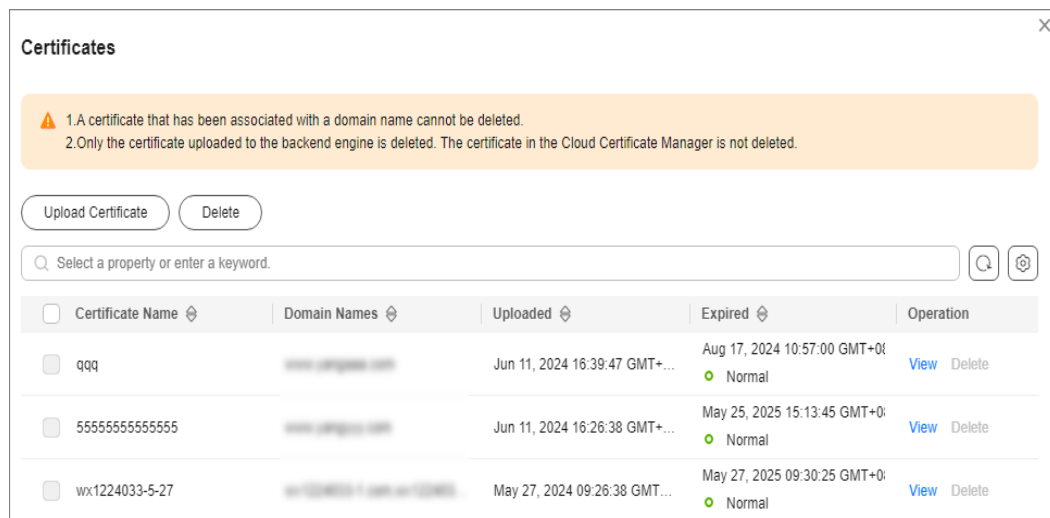 Certificates
1.A certificate that has been associated with a domain name cannot be deleted.
2.Only the certificate uploaded to the backend engine is deleted. The certificate in the Cloud Certificate Manager is not deleted.
Upload Certificate Delete
Select a property or enter a keyword.
Certificate Name Domain Names Uploaded Expired Operation
qqq Jun 11, 2024 16:39:47 GMT+... Aug 17, 2024 10:57:00 GMT+08 View Delete
Normal
55555555555555 Jun 11, 2024 16:26:38 GMT+... May 25, 2025 15:13:45 GMT+0 View Delete
Normal
wx1224033-5-27 May 27, 2024 09:26:38 GMT... May 27, 2025 09:30:25 GMT+0 View Delete
Normal